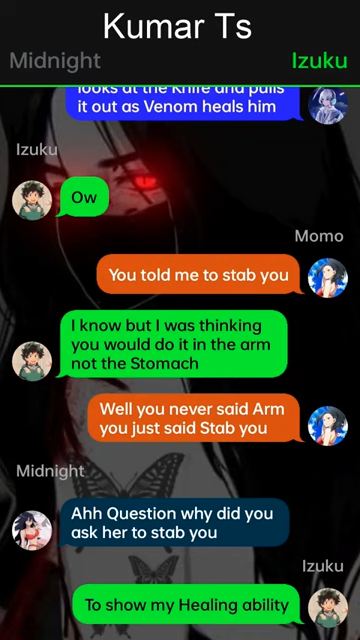 Kumar Ts
Midnight
Izuku
looks at the Knife and pulls
it out as Venom heals him
Izuku
Ow
Momo
You told me to stab you
I know but I was thinking
you would do it in the arm
not the Stomach
Well you never said Arm
you just said Stab you
Midnight
Ahh Question why did you
ask her to stab you
Izuku
To show my Healing ability